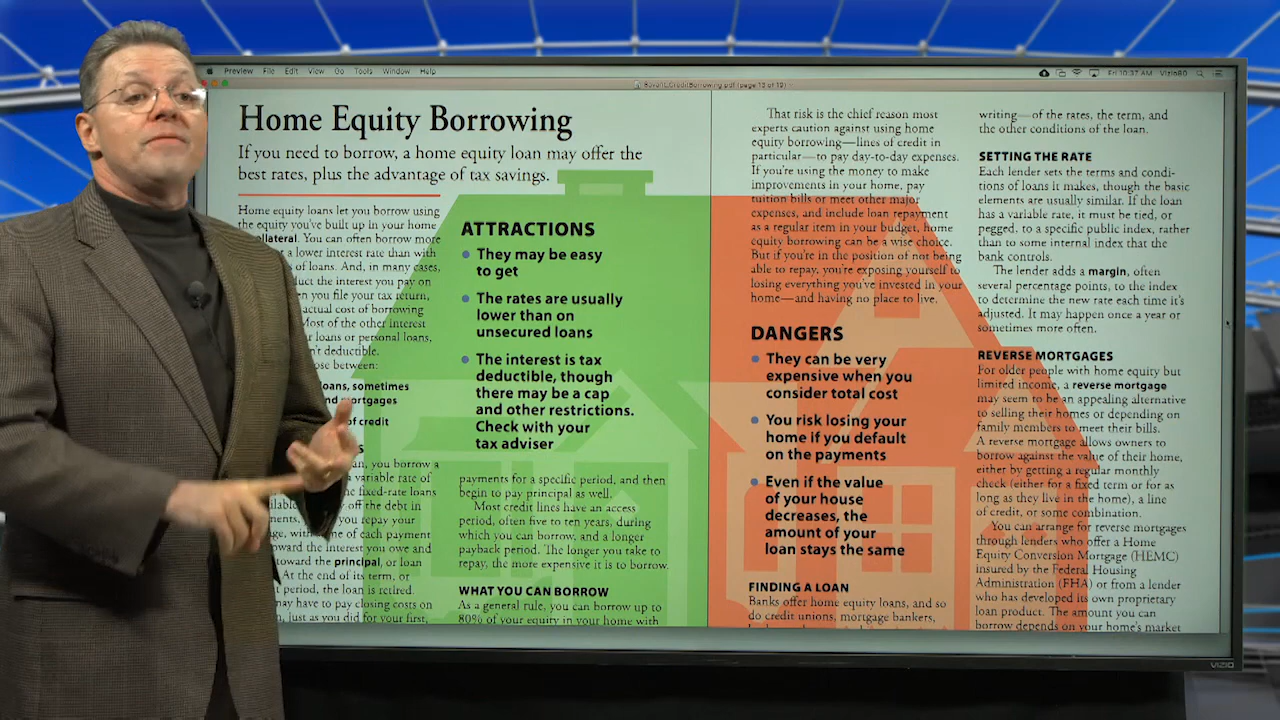 Preview File Edit View Go Tools Window Help
Fri 10:37 AM Vizio80
(page 13 of 19)
Home Equity Borrowing
If you need to borrow, a home equity loan may offer the
best rates, plus the advantage of tax savings.
Home equity loans let you borrow using
the equity you've built up in your home
You can often borrow more
a lower interest rate than with
of loans. And, in many cases,
the interest you pay on
you file your tax return,
actual cost of borrowing
Most of the other interest
loans or personal loans,
deductible.
between:
sometimes
of credit
you borrow a
variable rate of
fixed-rate loans
off the debt in
you repay your
of each payment
toward the interest you owe and
toward the principal, or loan
At the end of its term, or
period, the loan is retired.
may have to pay closing costs on
just as you did for your first,
ATTRACTIONS
• They may be easy
to get
• The rates are usually
lower than on
unsecured loans
• The interest is tax
deductible, though
there may be a cap
and other restrictions.
Check with your
tax adviser
payments for a specific period, and then
begin to pay principal as well.
Most credit lines have an access
period, often five to ten years, during
which you can borrow, and a longer
payback period. The longer you take to
repay, the more expensive it is to borrow.
WHAT YOU CAN BORROW
As a general rule, you can borrow up to
80% of your equity in your home with
That risk is the chief reason most
experts caution against using home
equity borrowing—lines of credit in
particular—to pay day-to-day expenses.
If you're using the money to make
improvements in your home, pay
tuition bills or meet other major
expenses, and include loan repayment
as a regular item in your budget, home
equity borrowing can be a wise choice.
But if you're in the position of not being
able to repay, you're exposing yourself to
losing everything you've invested in your
home—and having no place to live.
DANGERS
• They can be very
expensive when you
consider total cost
• You risk losing your
home if you default
on the payments
• Even if the value
of your house
decreases, the
amount of your
loan stays the same
FINDING A LOAN
Banks offer home equity loans, and so
do credit unions, mortgage bankers,
writing—of the rates, the term, and
the other conditions of the loan.
SETTING THE RATE
Each lender sets the terms and condi-
tions of loans it makes, though the basic
elements are usually similar. If the loan
has a variable rate, it must be tied, or
pegged, to a specific public index, rather
than to some internal index that the
bank controls.
The lender adds a margin, often
several percentage points, to the index
to determine the new rate each time it's
adjusted. It may happen once a year or
sometimes more often.
REVERSE MORTGAGES
For older people with home equity but
limited income, a reverse mortgage
may seem to be an appealing alternative
to selling their homes or depending on
family members to meet their bills.
A reverse mortgage allows owners to
borrow against the value of their home,
either by getting a regular monthly
check (either for a fixed term or for as
long as they live in the home), a line
of credit, or some combination.
You can arrange for reverse mortgages
through lenders who offer a Home
Equity Conversion Mortgage (HEMC)
insured by the Federal Housing
Administration (FHA) or from a lender
who has developed its own proprietary
loan product. The amount you can
borrow depends on your home's market
VIZIO